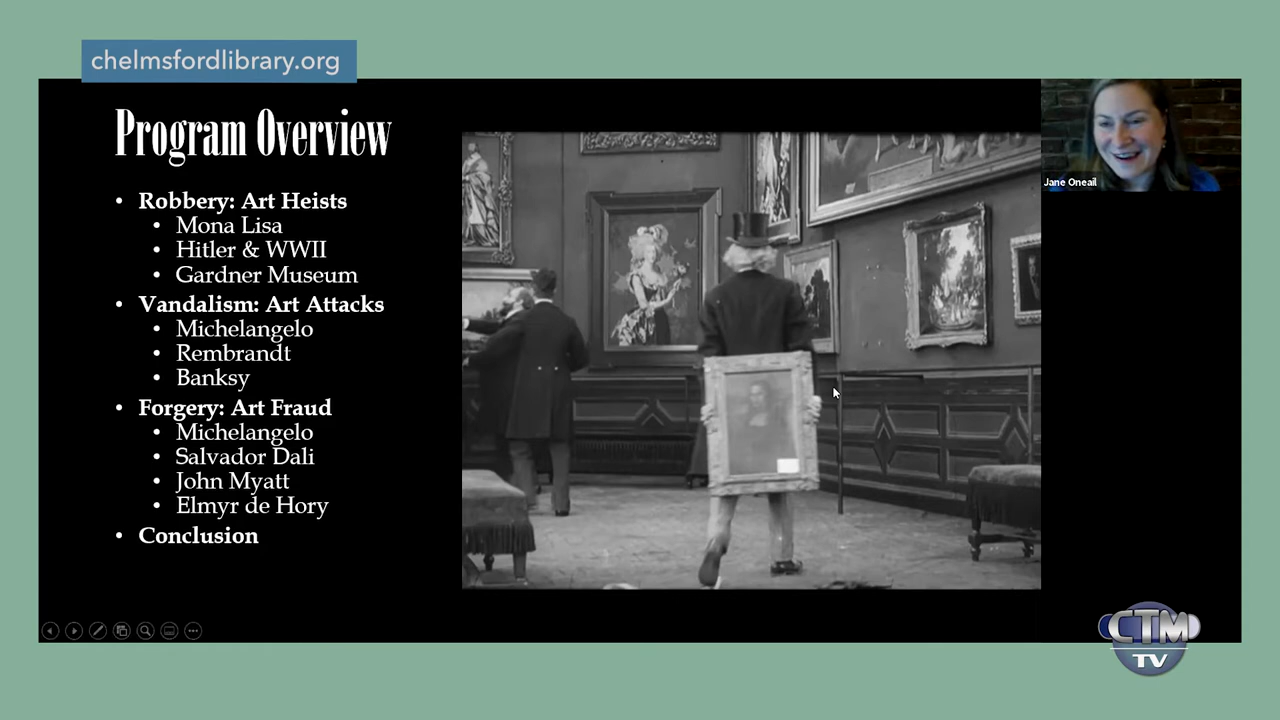 chelmsfordlibrary.org
Program Overview
• Robbery: Art Heists
• Mona Lisa
• Hitler & WWII
• Gardner Museum
• Vandalism: Art Attacks
• Michelangelo
• Rembrandt
• Banksy
• Forgery: Art Fraud
• Michelangelo
• Salvador Dali
• John Myatt
• Elmyr de Hory
• Conclusion
Jane Oneail
CTM
TV